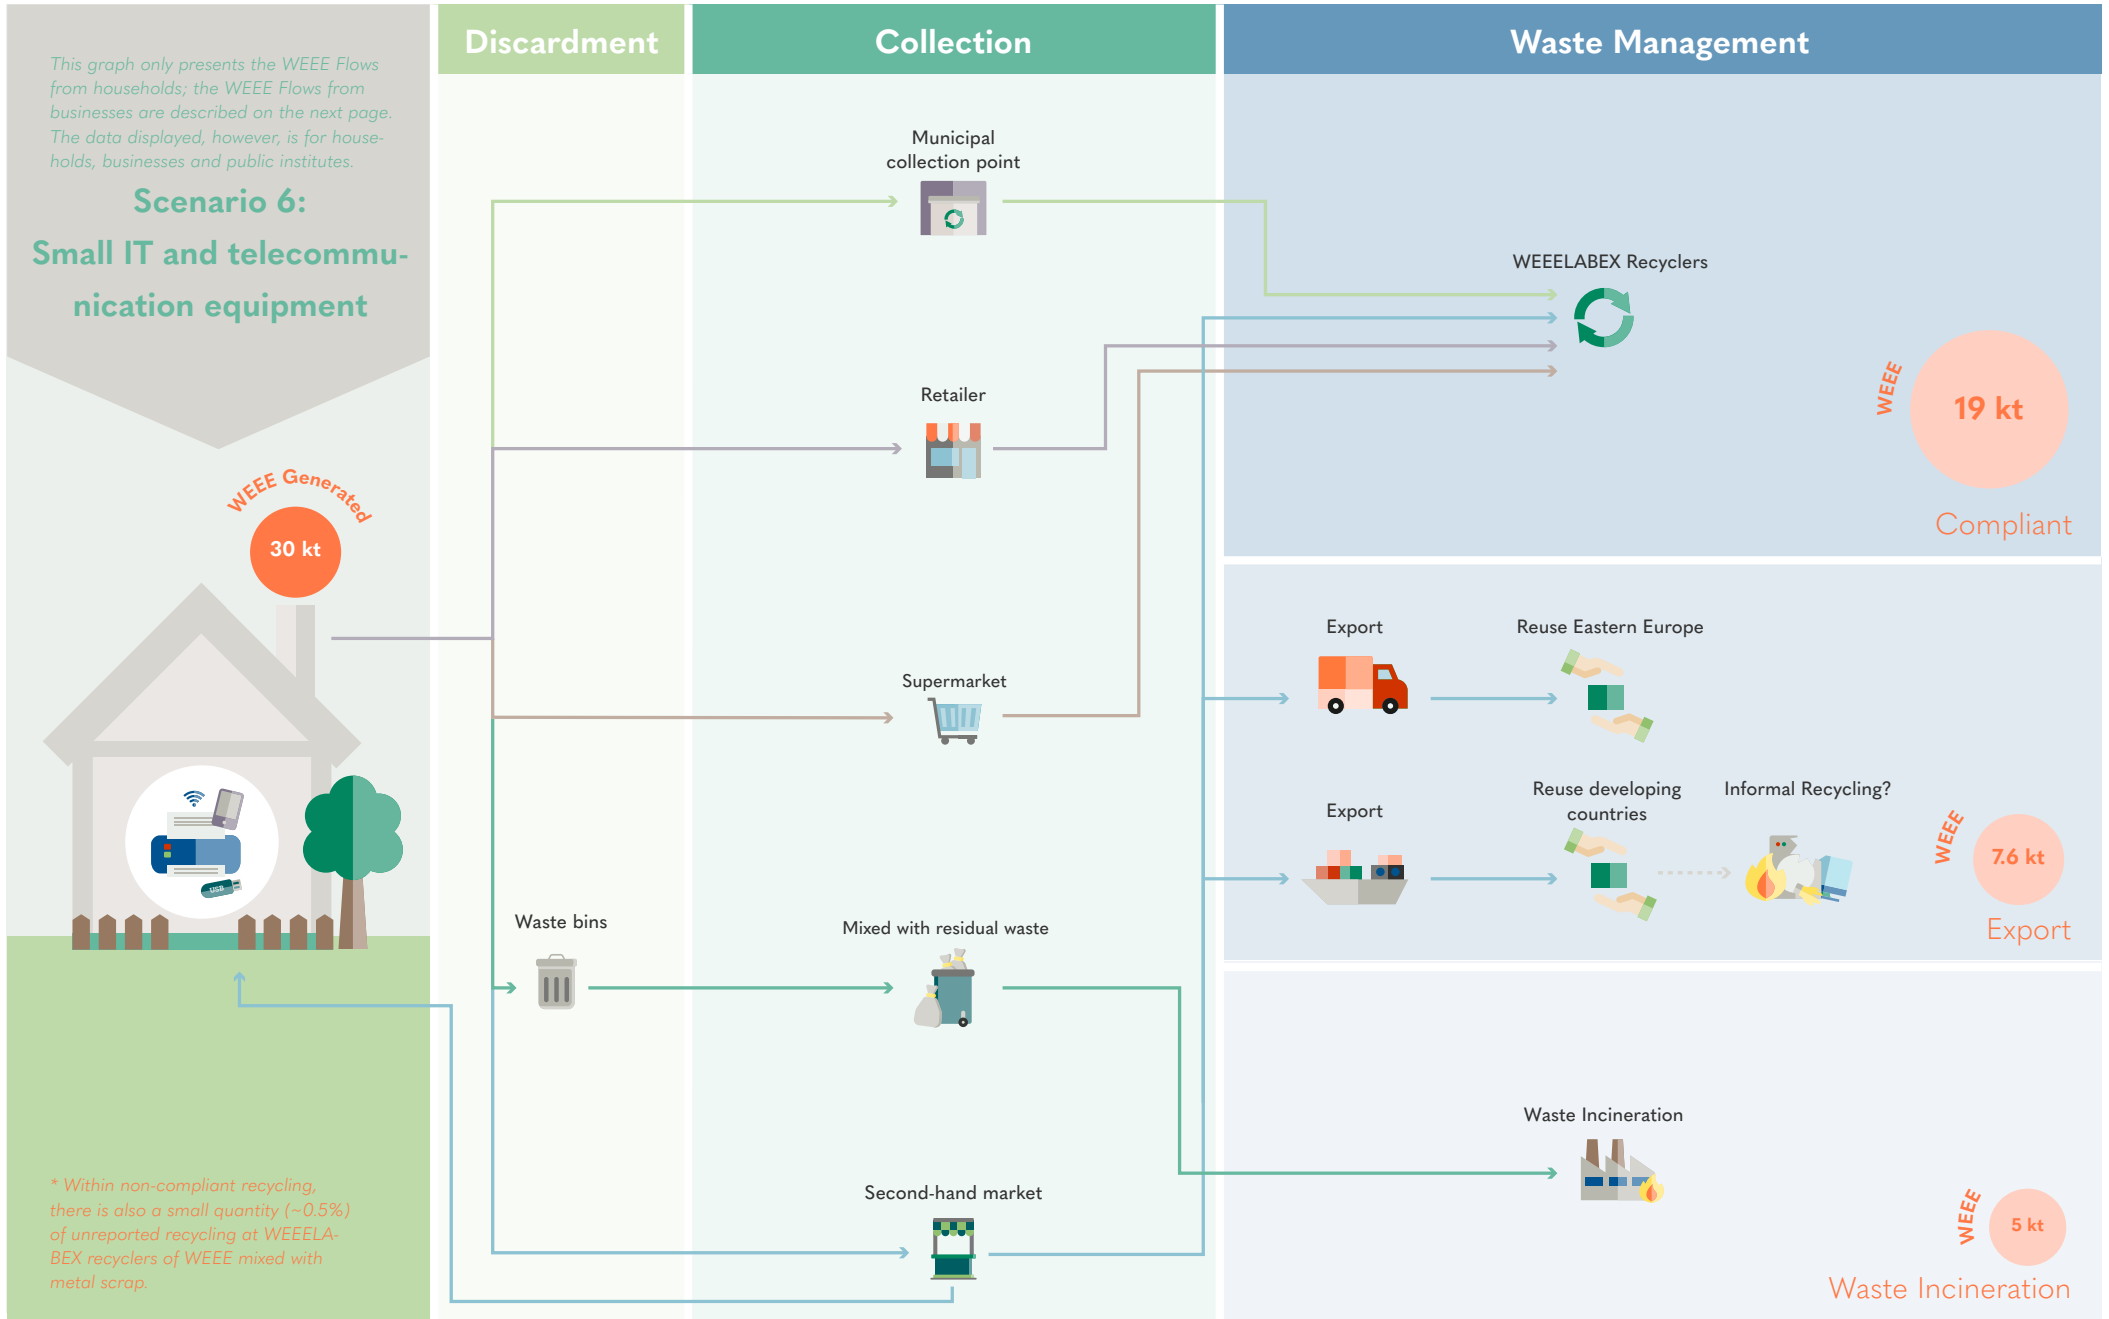 This graph only presents the WEEE Flows
from households; the WEEE Flows from
businesses are described on the next page.
The data displayed, however, is for house-
holds, businesses and public institutes.
Scenario 6:
Small IT and telecommu-
nication equipment
WEEE Generated
30 kt
USB
* Within non-compliant recycling,
there is also a small quantity (~0.5%)
of unreported recycling at WEEELA-
BEX recyclers of WEEE mixed with
metal scrap.
Discardment
Waste bins
Collection
Municipal
collection point
Retailer
Supermarket
Mixed with residual waste
Second-hand market
Waste Management
WEEELABEX Recyclers
WEEE
19 kt
Compliant
Export
Reuse Eastern Europe
Export
Reuse developing
countries
Informal Recycling?
WEEE
7.6 kt
Export
Waste Incineration
WEEE
5 kt
Waste Incineration